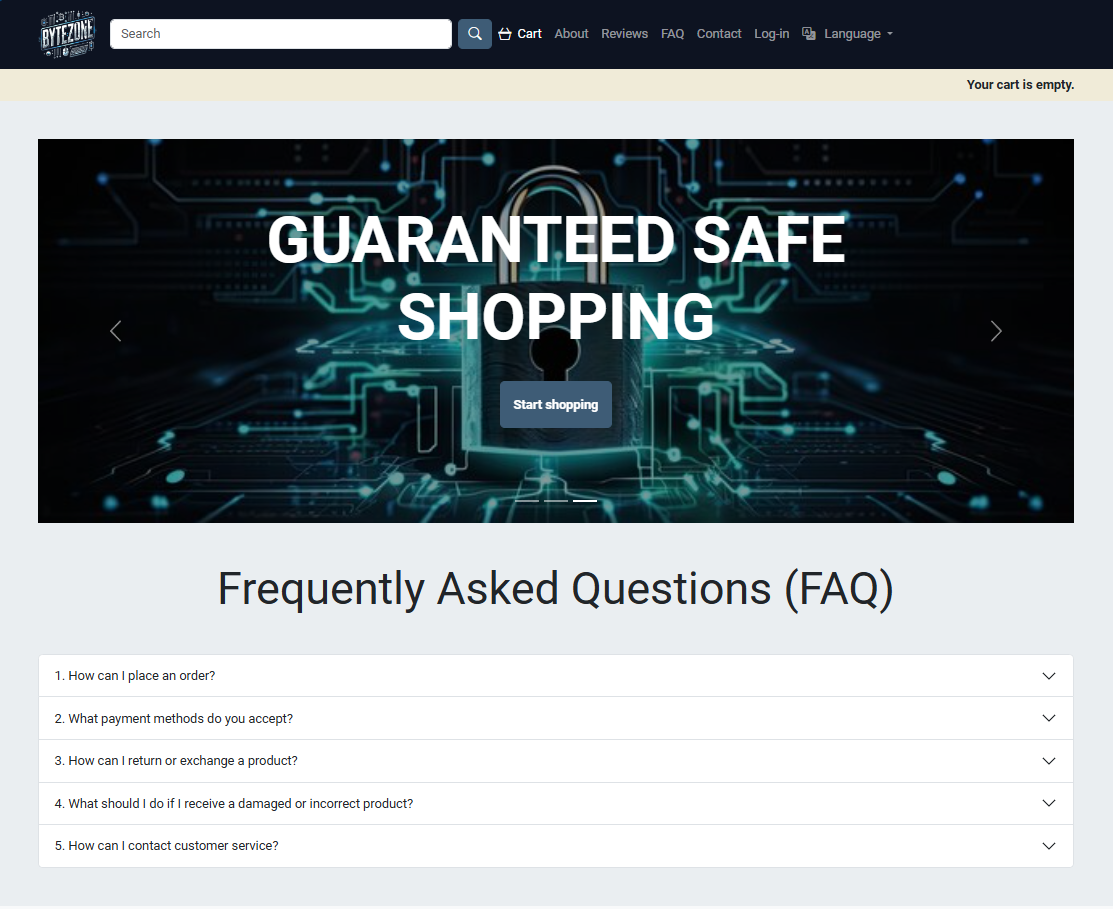 BYTEZONE
Search
Cart About Reviews FAQ Contact Log-in Language
Your cart is empty.
GUARANTEED SAFE
SHOPPING
Start shopping
Frequently Asked Questions (FAQ)
1. How can I place an order?
2. What payment methods do you accept?
3. How can I return or exchange a product?
4. What should I do if I receive a damaged or incorrect product?
5. How can I contact customer service?